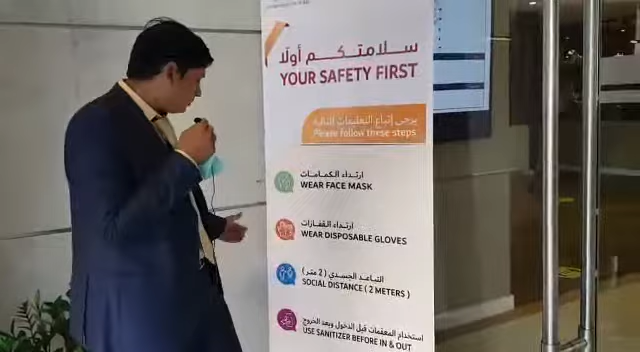 سلامتكم أولًا
YOUR SAFETY FIRST
يرجى إتباع التعليمات التالية
Please follow these steps
ارتداء الكمامات
WEAR FACE MASK
ارتداء القفازات
WEAR DISPOSABLE GLOVES
التباعد الجسدي ( 2 متر )
SOCIAL DISTANCE ( 2 METERS )
استخدام المعقمات قبل الدخول وبعد الخروج
USE SANITIZER BEFORE IN & OUT